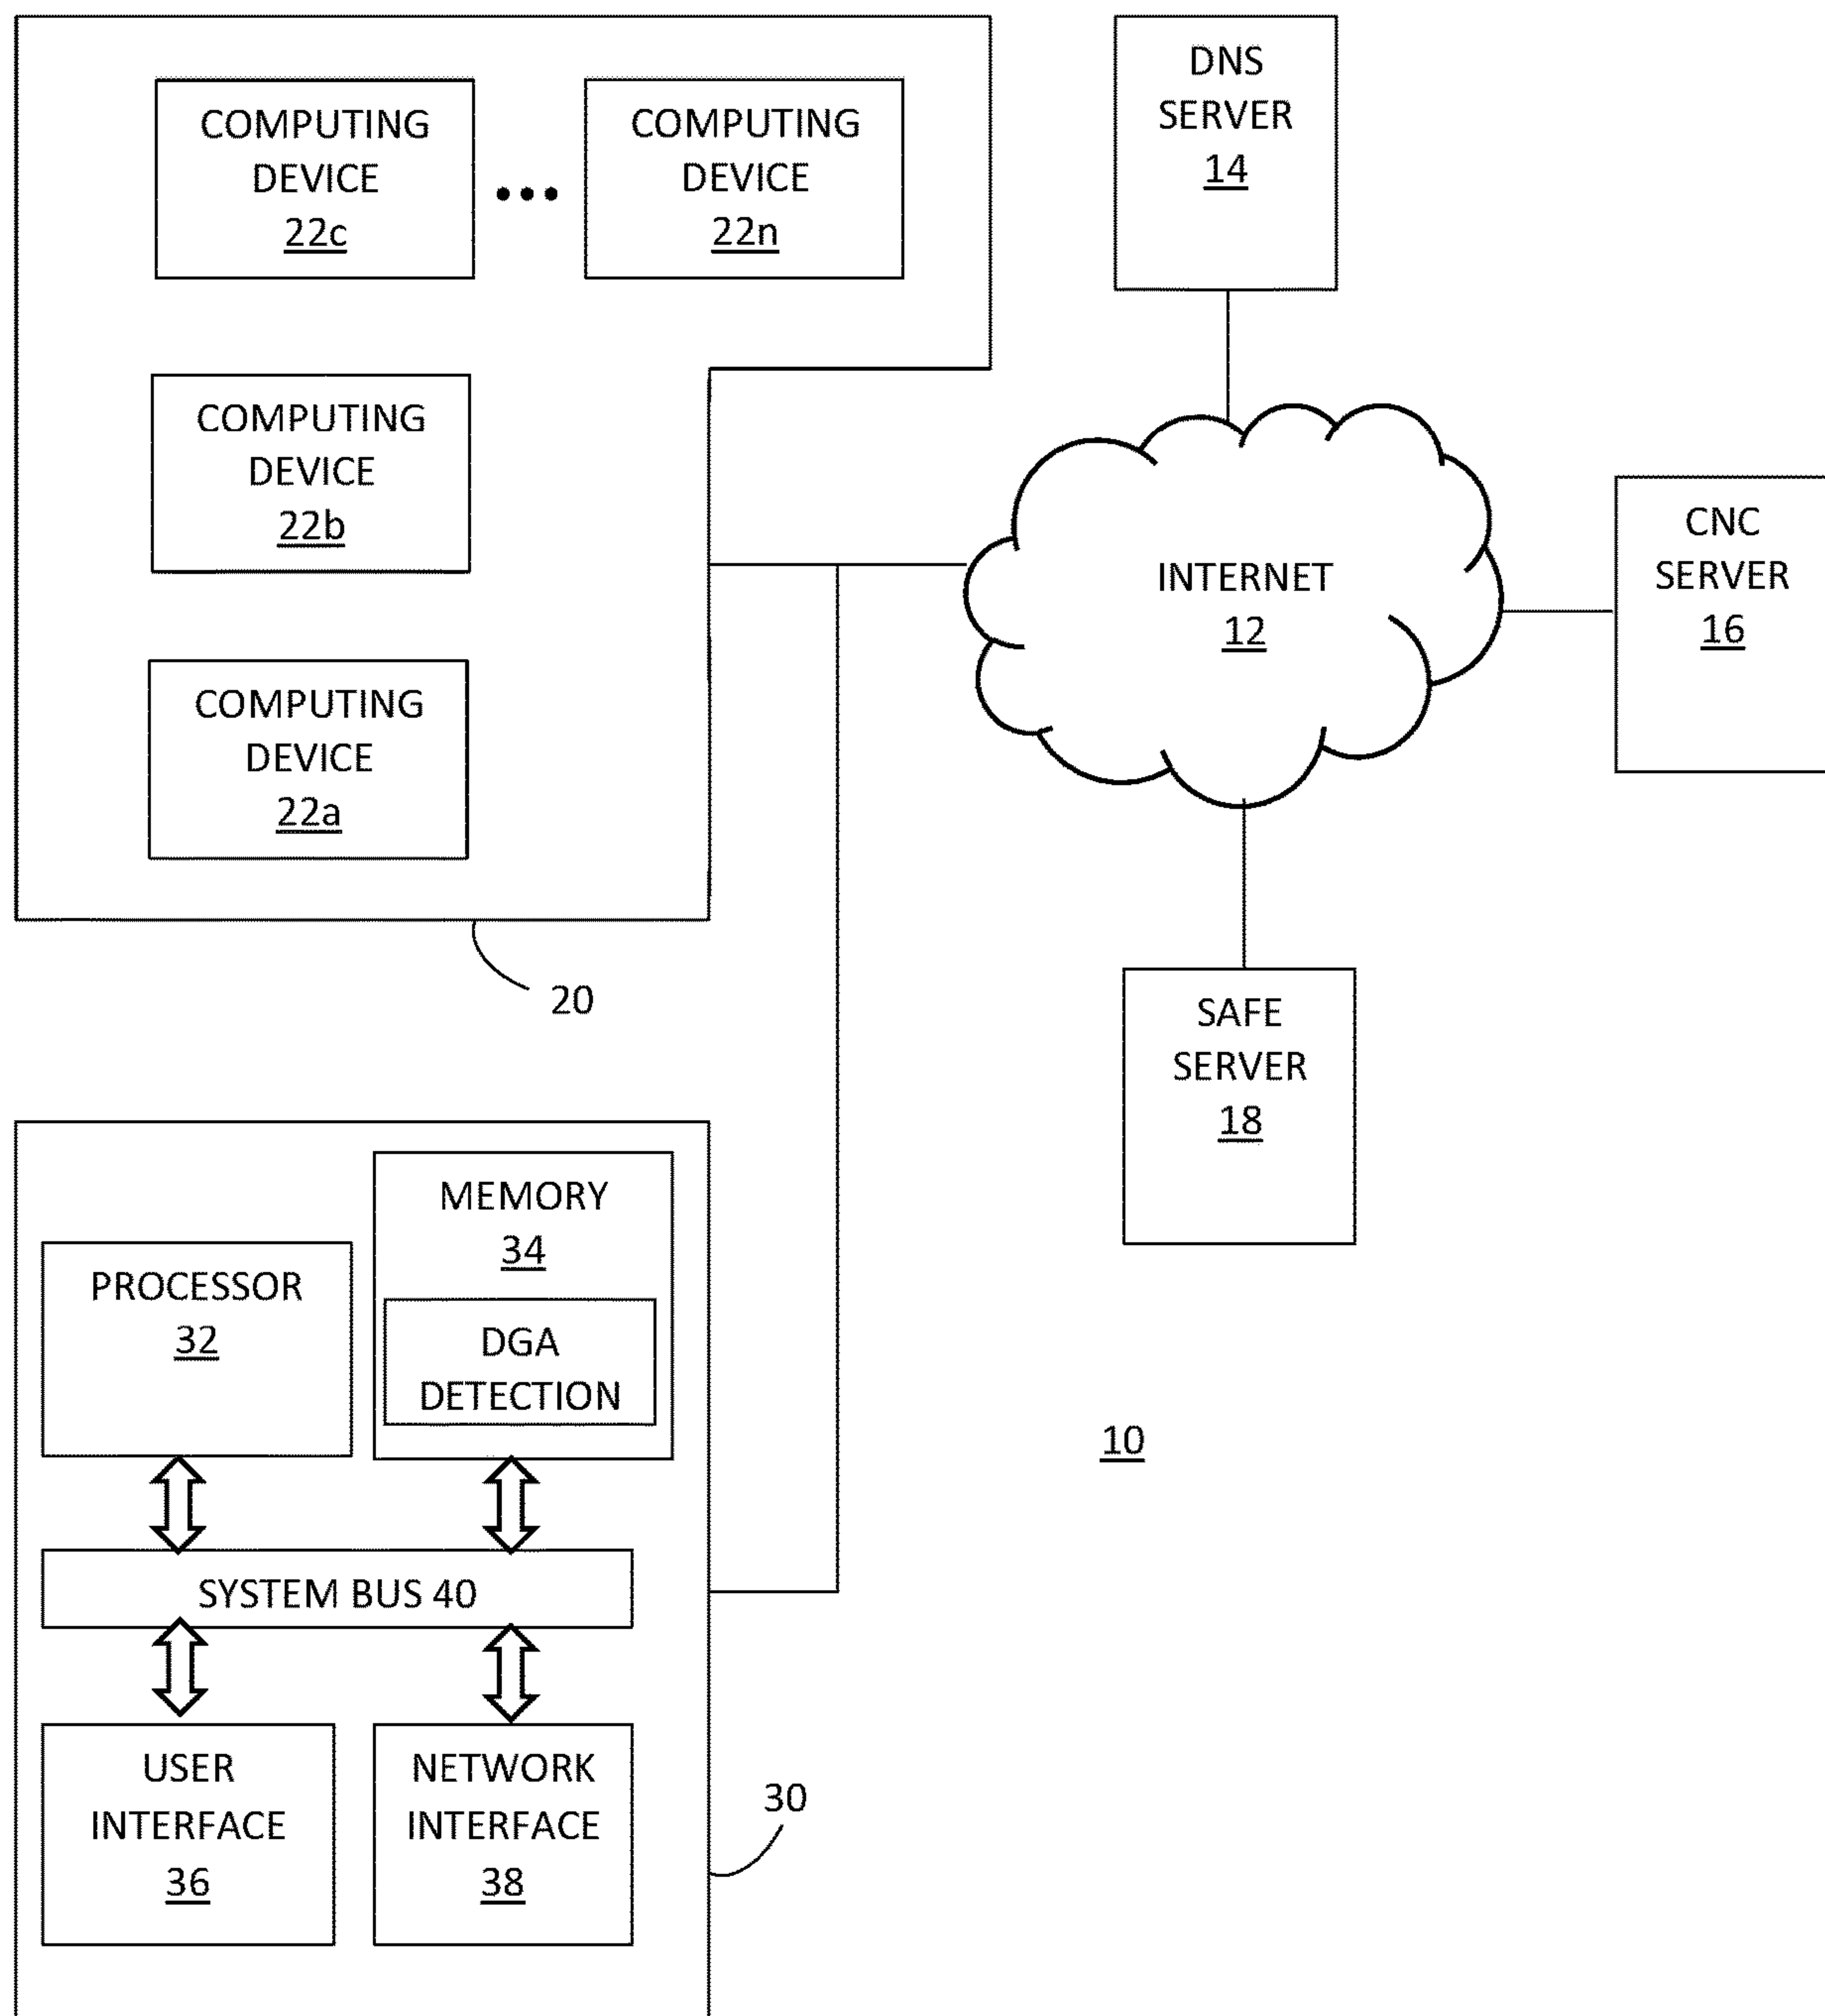 COMPUTING
DEVICE
22c
•••
COMPUTING
DEVICE
22n
DNS
SERVER
14
COMPUTING
DEVICE
22b
INTERNET
12
CNC
SERVER
16
COMPUTING
DEVICE
22a
20
SAFE
SERVER
18
PROCESSOR
32
MEMORY
34
DGA
DETECTION
10
SYSTEM BUS 40
USER
INTERFACE
36
NETWORK
INTERFACE
38
30